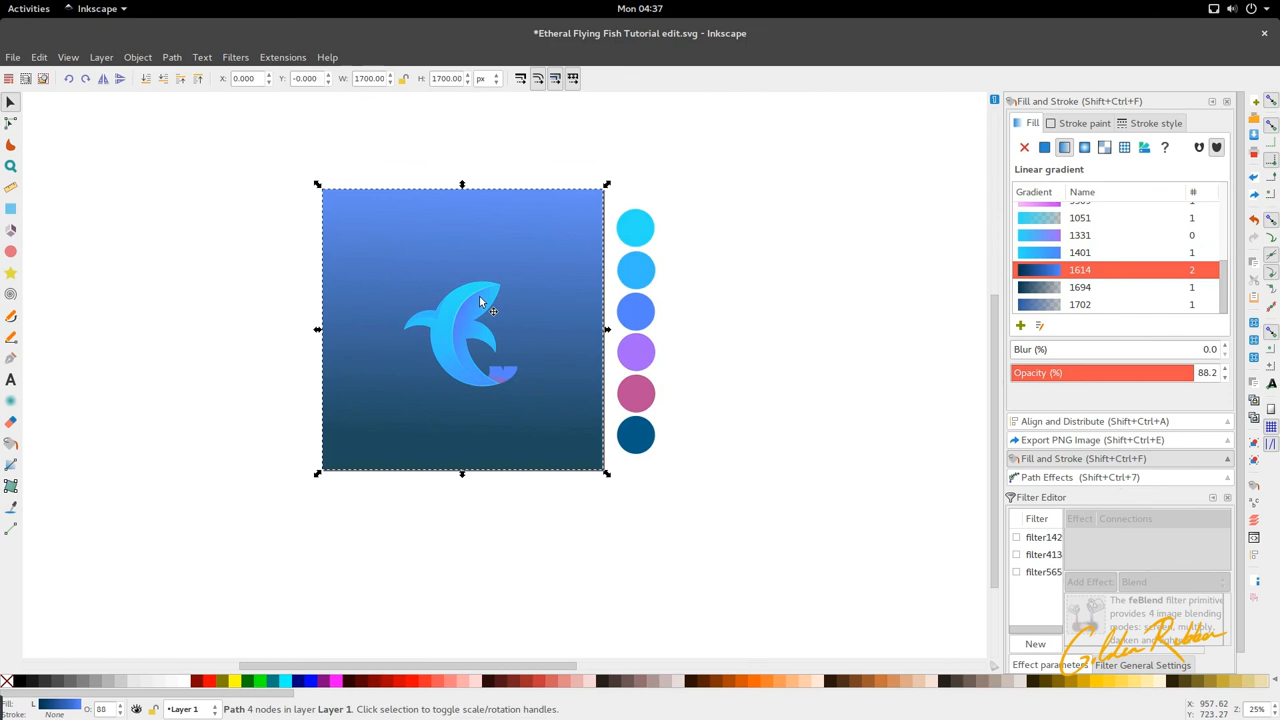 Activities
Inkscape
Mon 04:37
*Etheral Flying Fish Tutorial edit.svg - Inkscape
File Edit View Layer Object Path Text Filters Extensions Help
X: 0.000 Y: -0.000 W: 1700.00 H: 1700.00 px
Fill and Stroke (Shift+Ctrl+F)
Fill Stroke paint Stroke style
Linear gradient
Gradient Name #
1051 1
1331 0
1401 1
1614 2
1694 1
1702 1
Blur (%) 0.0
Opacity (%) 88.2
Align and Distribute (Shift+Ctrl+A)
Export PNG Image (Shift+Ctrl+E)
Fill and Stroke (Shift+Ctrl+F)
Path Effects (Shift+Ctrl+7)
Filter Editor
Filter Effect Connections
filter142
filter413
filter565
Add Effect: Blend
The feBlend filter primitive
provides 4 image blending
modes: screen, multiply,
New
Golden Ribbon
Effect parameters Filter General Settings
Fill: L O: 88 Layer 1 Path 4 nodes in layer Layer 1. Click selection to toggle scale/rotation handles. X: 957.62 Z: 25%
Stroke: None Y: 723.27